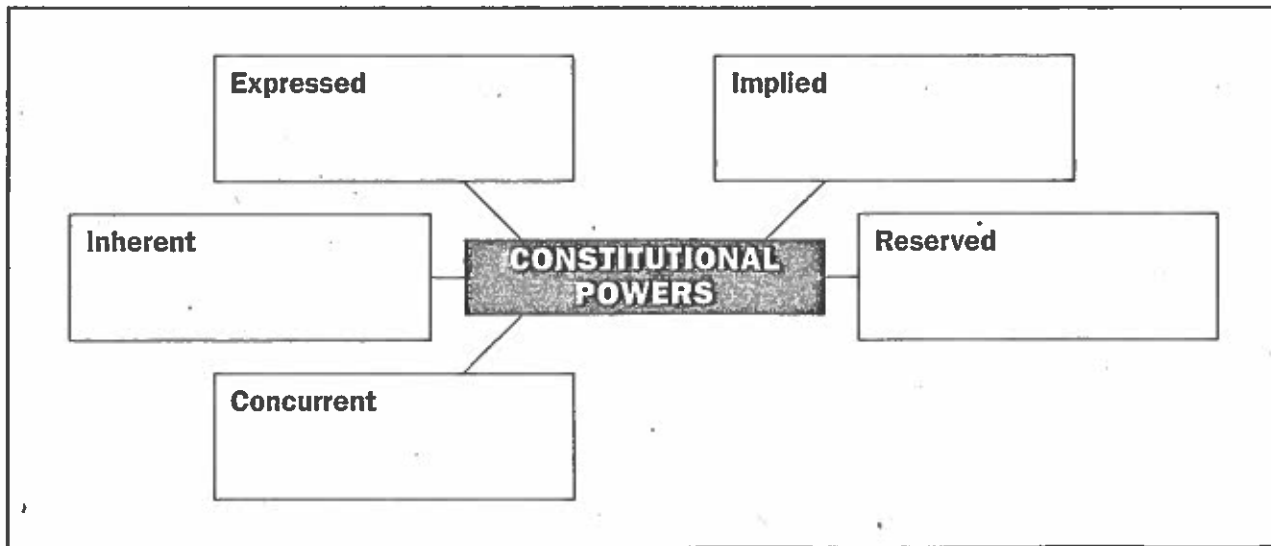 Expressed
Implied
Inherent
CONSTITUTIONAL
POWERS
Reserved
Concurrent